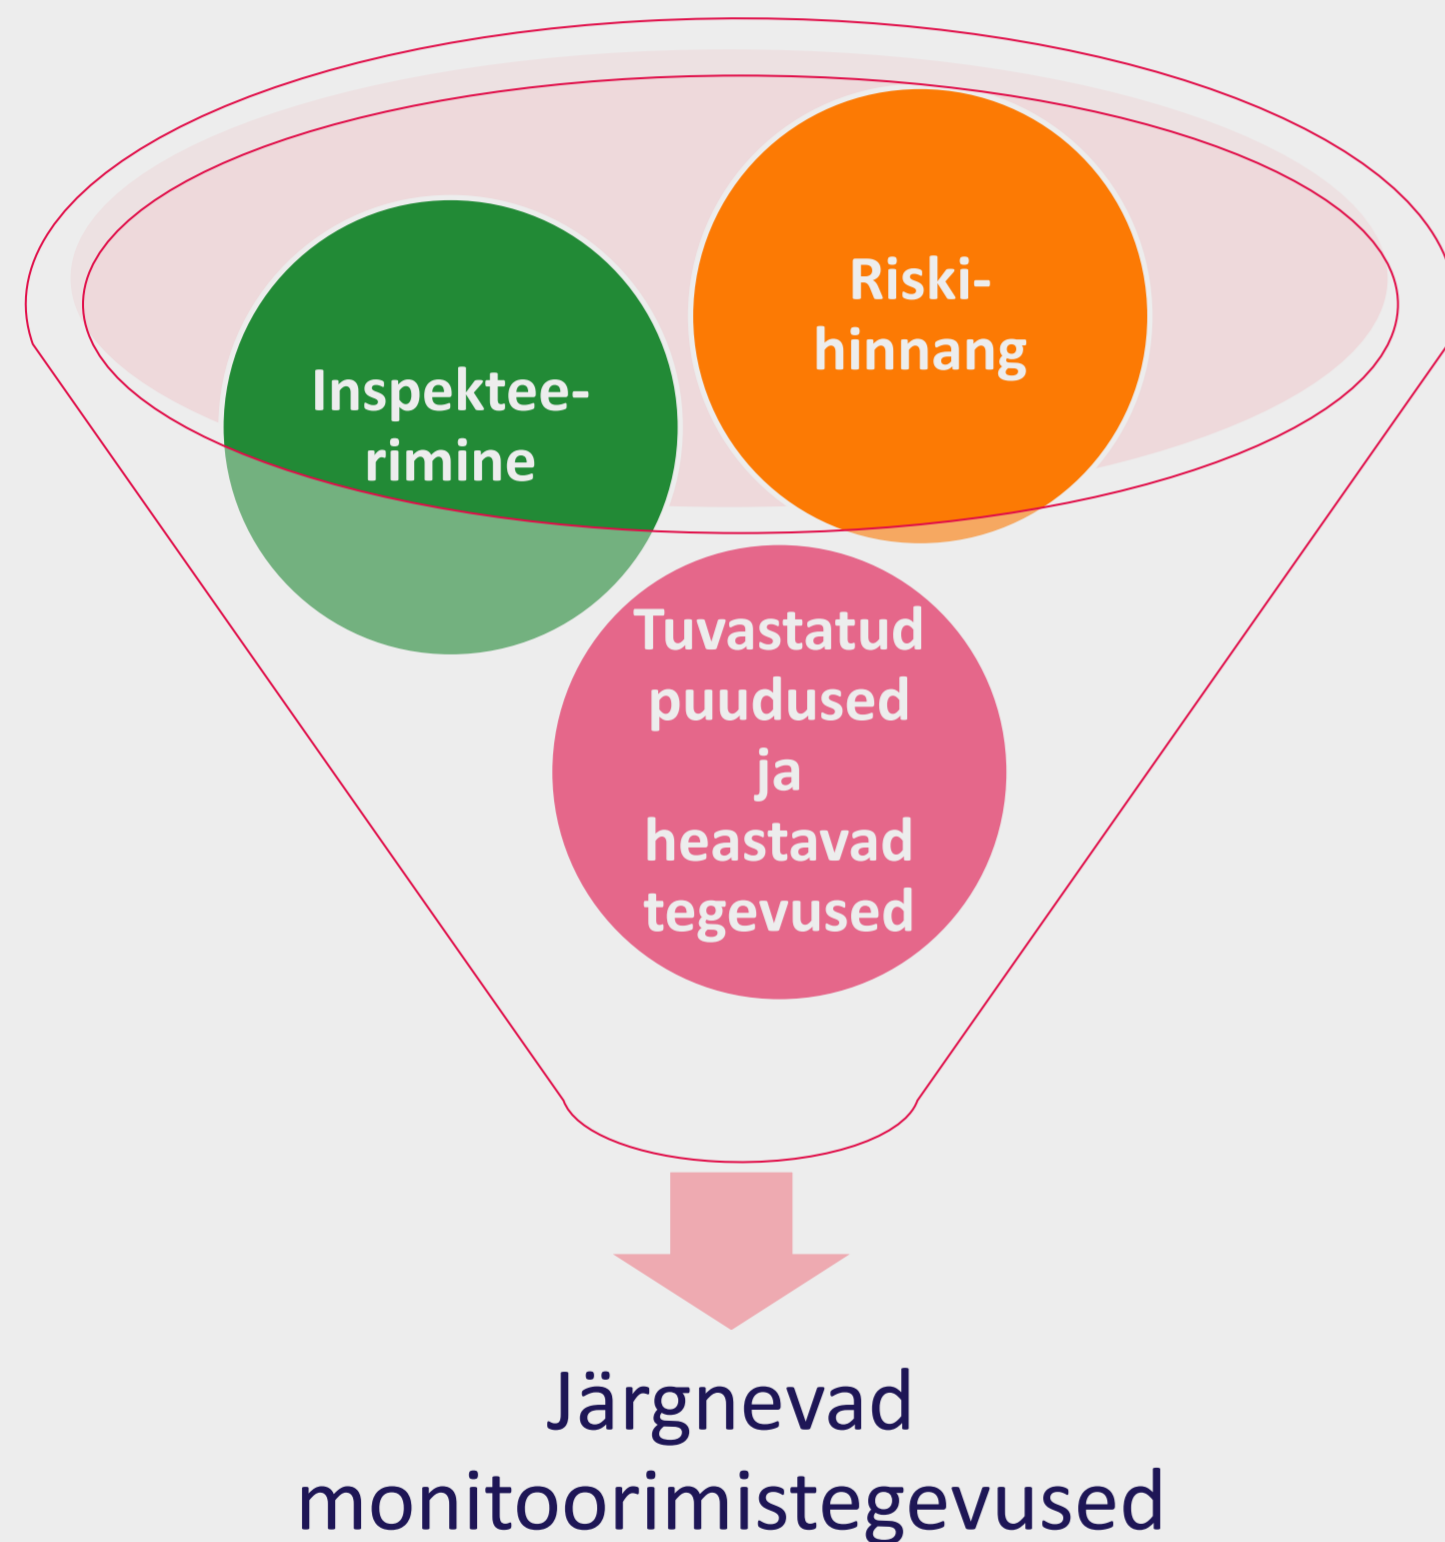 Inspektee-
rimine
Riski-
hinnang
Tuvastatud
puudused
ja
heastavad
tegevused
Järgnevad
monitoorimistegevused